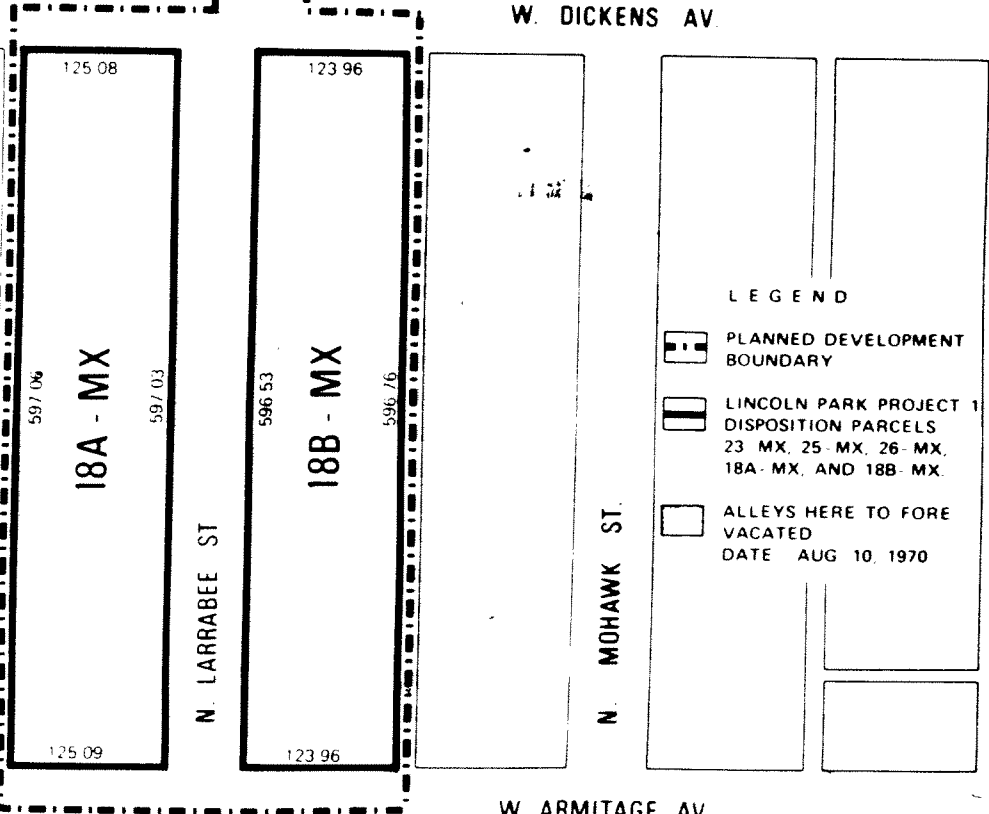 W. DICKENS AV.
125 08
123 96
18A - MX
597 06
597 03
18B - MX
596 53
596 76
N. LARRABEE ST
N. MOHAWK ST.
125 09
123 96
W ARMITAGE AV
LEGEND
PLANNED DEVELOPMENT
BOUNDARY
LINCOLN PARK PROJECT 1
DISPOSITION PARCELS
23 MX, 25-MX, 26-MX,
18A-MX, AND 18B-MX.
ALLEYS HERE TO FORE
VACATED
DATE AUG 10, 1970